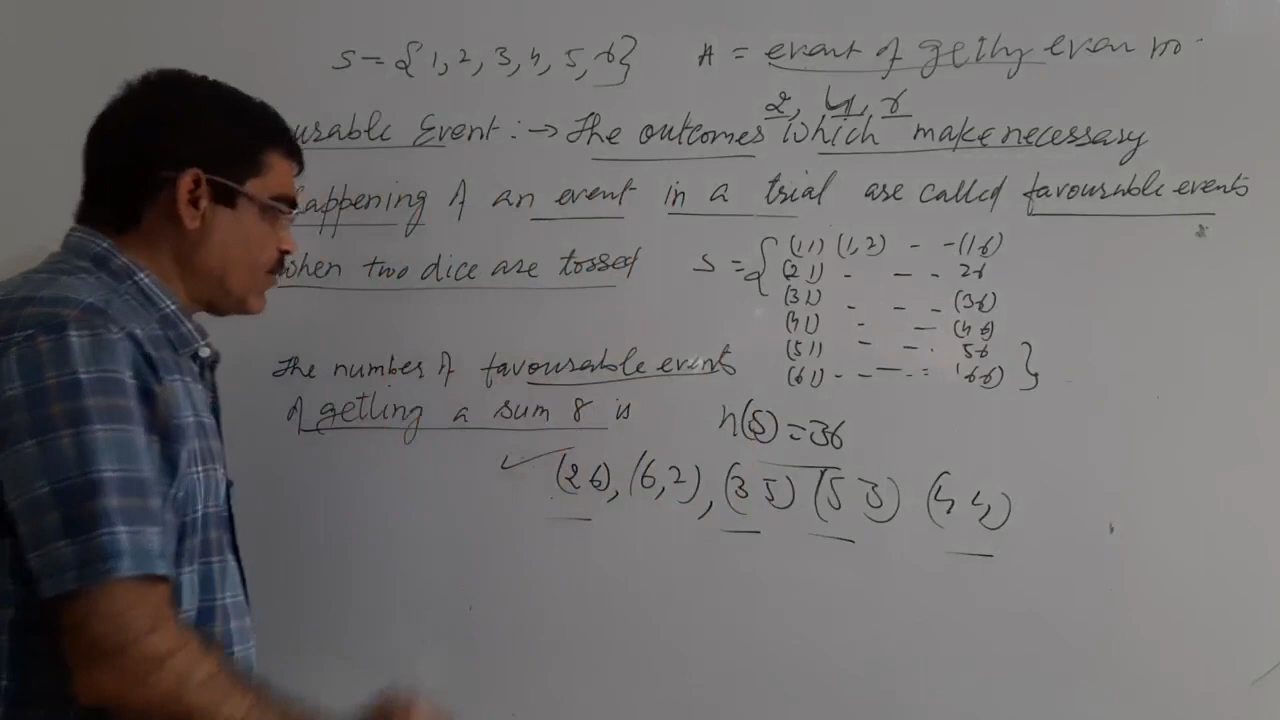 S = {1, 2, 3, 4, 5, 6} A = event of getting even no.
2, 4, 6
urable Event :→ The outcomes which make necessary
happening of an event in a trial are called favourable events
when two dice are tossed S = { (1 1) (1, 2) - - (1 6)
(2 1) - - - 2 6
(3 1) - - - (3 6)
(4 1) - - (4 6)
(5 1) - - . 5 6
(6 1) - - - - : (6 6) }
The number of favourable events
of getting a sum 8 is
n(S) = 36
(2 6), (6, 2), (3 5) (5 3) (4 4)